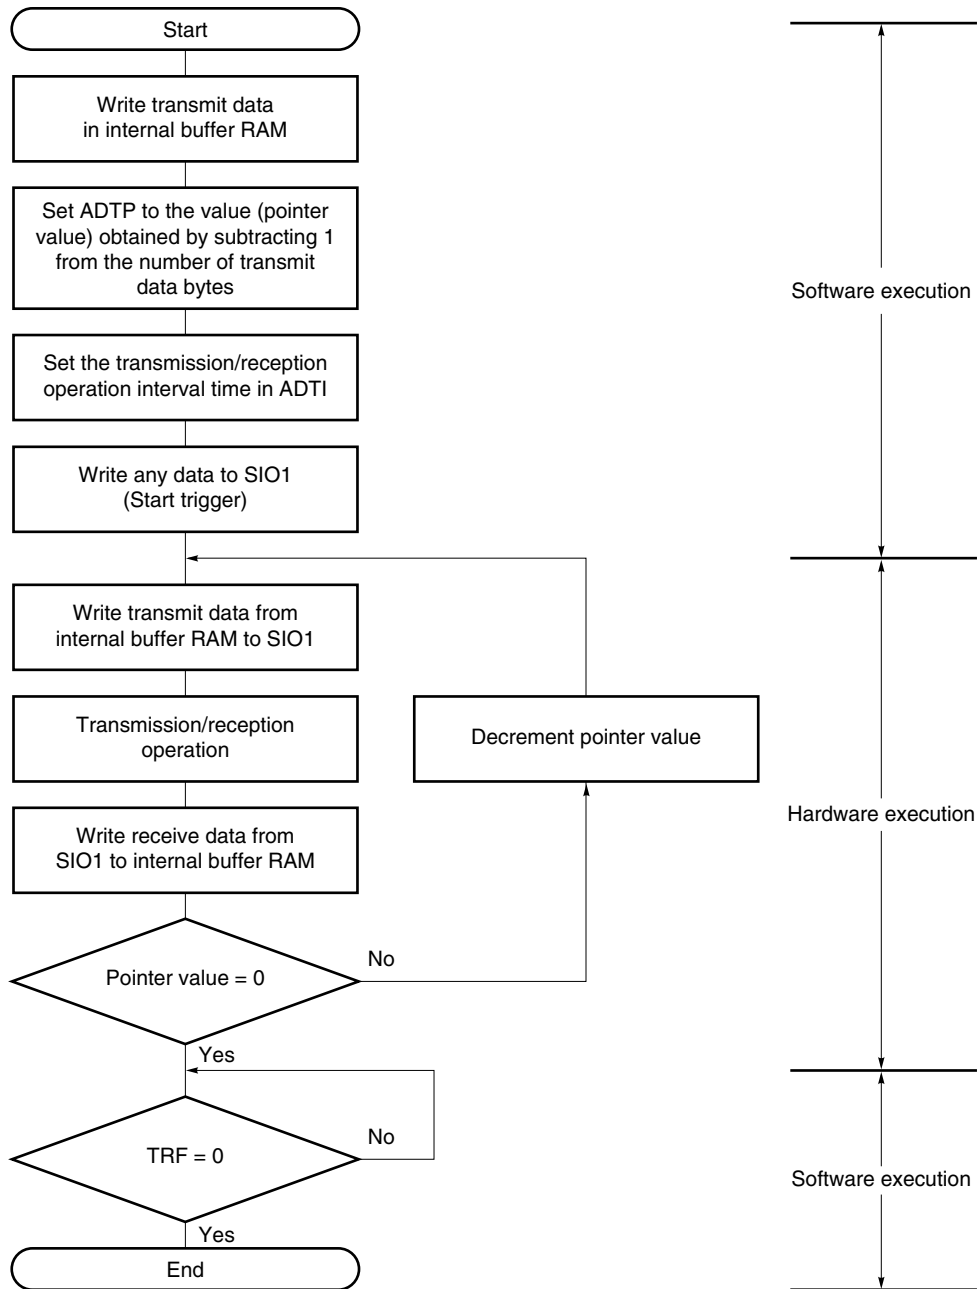 Start
Write transmit data
in internal buffer RAM
Set ADTP to the value (pointer
value) obtained by subtracting 1
from the number of transmit
data bytes
Software execution
Set the transmission/reception
operation interval time in ADTI
Write any data to SIO1
(Start trigger)
Write transmit data from
internal buffer RAM to SIO1
Transmission/reception
operation
Decrement pointer value
Hardware execution
Write receive data from
SIO1 to internal buffer RAM
Pointer value = 0
No
Yes
TRF = 0
No
Software execution
Yes
End